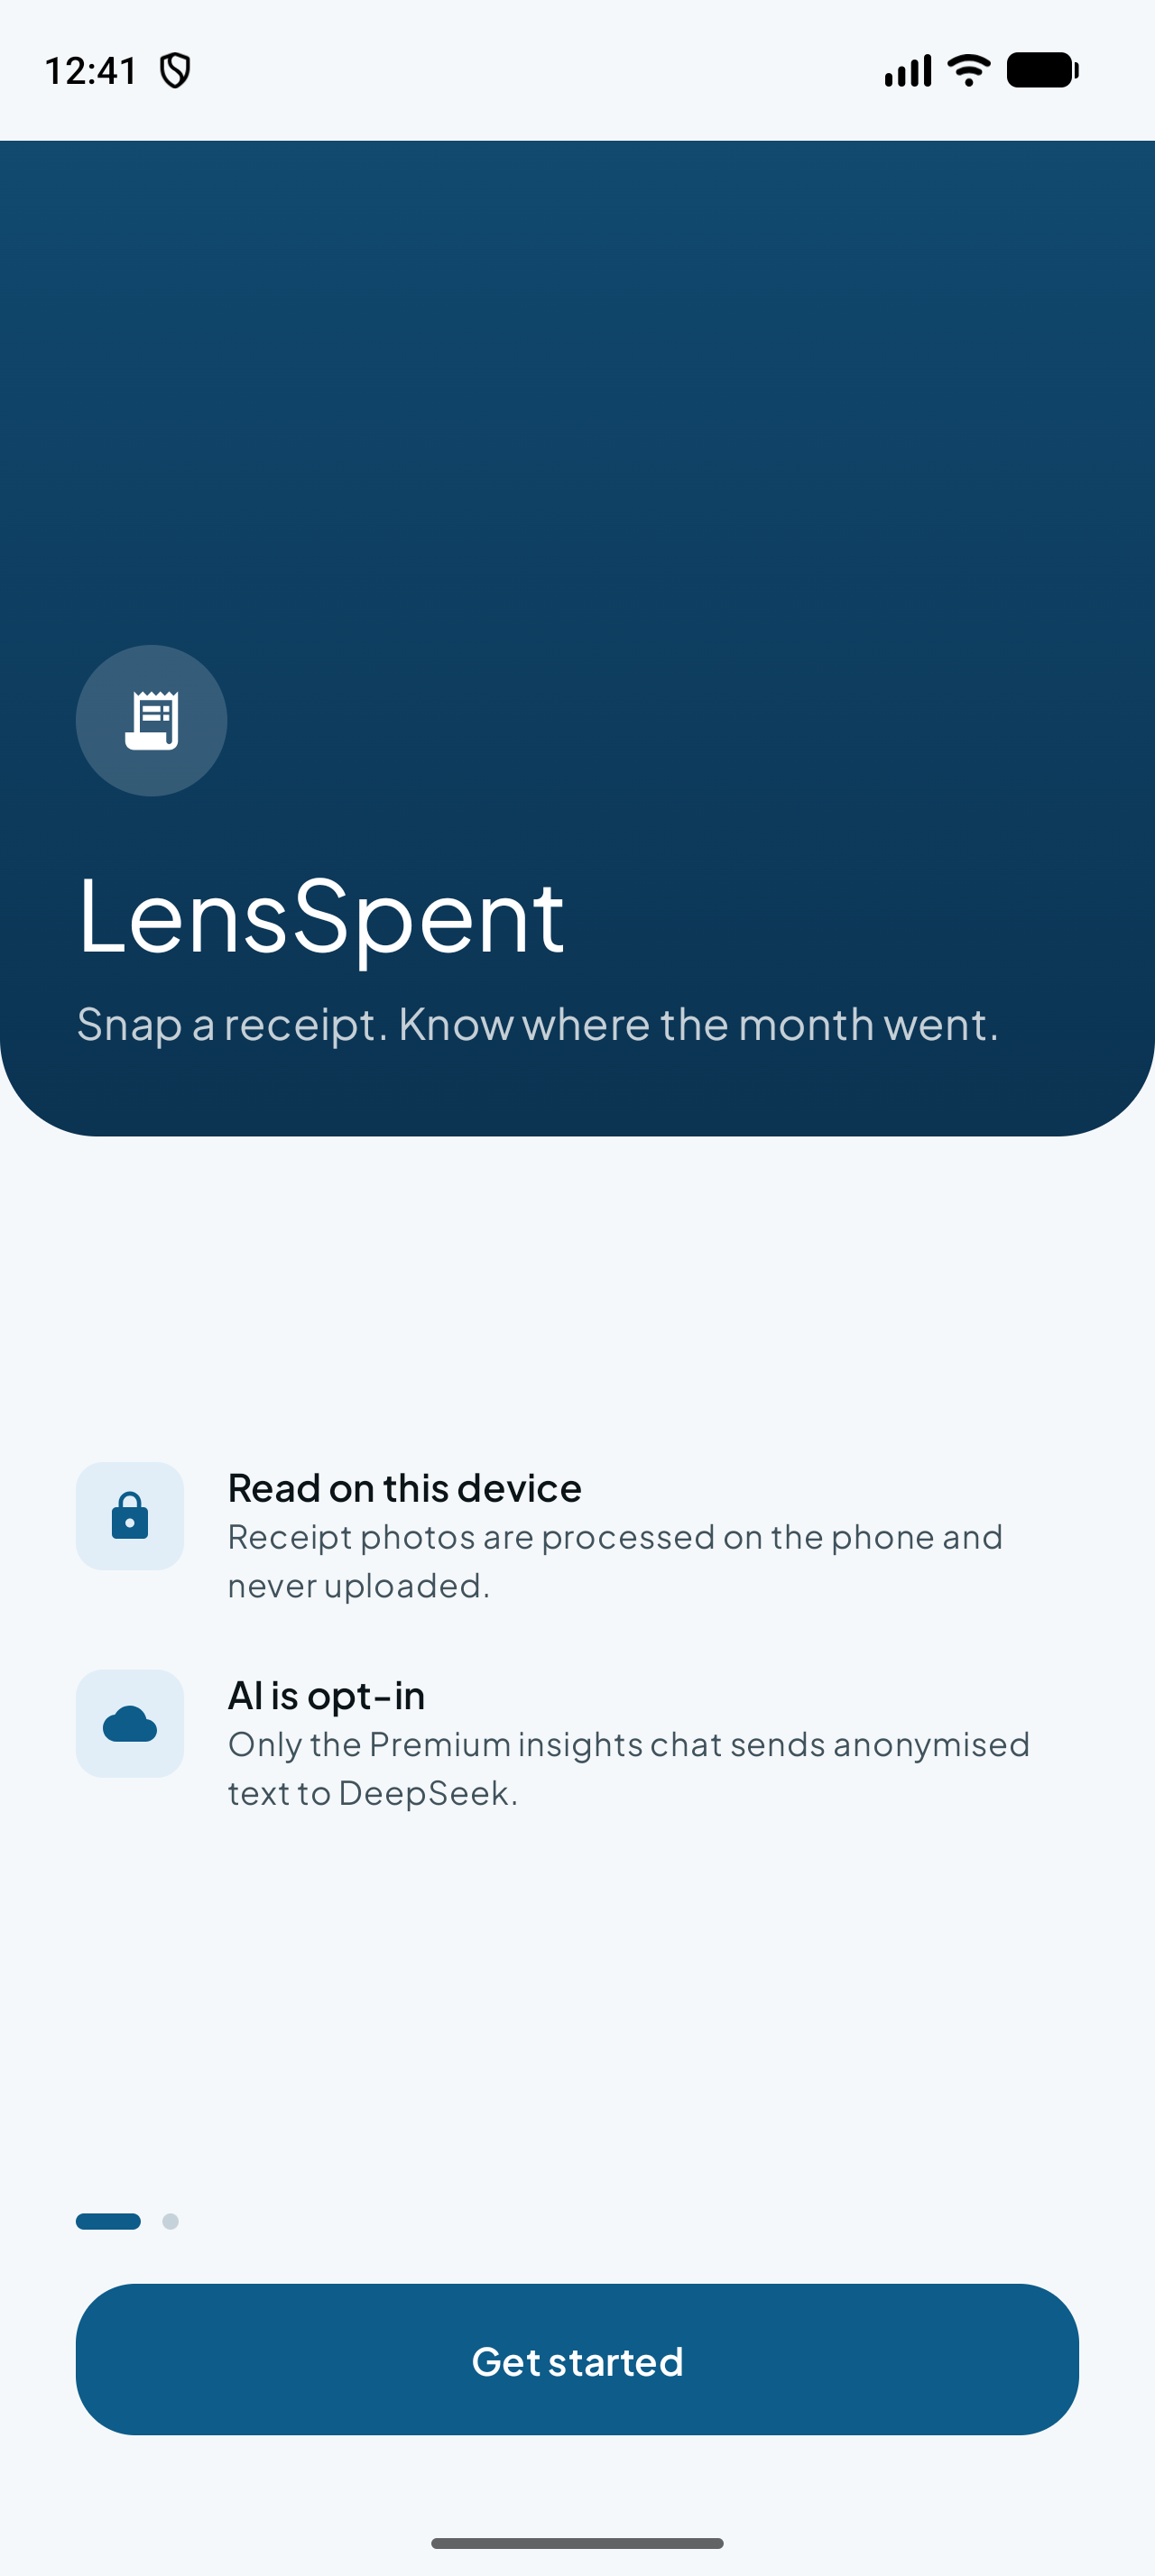 12:41
LensSpent
Snap a receipt. Know where the month went.
Read on this device
Receipt photos are processed on the phone and
never uploaded.
AI is opt-in
Only the Premium insights chat sends anonymised
text to DeepSeek.
Get started